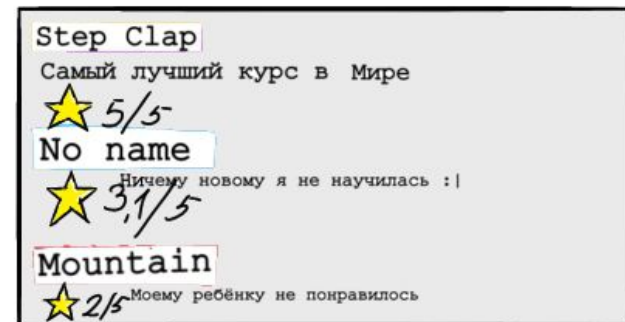 Step Clap
Самый лучший курс в Мире
5/5
No name
Ничему новому я не научилась :|
3,1/5
Mountain
2/5 Моему ребёнку не понравилось